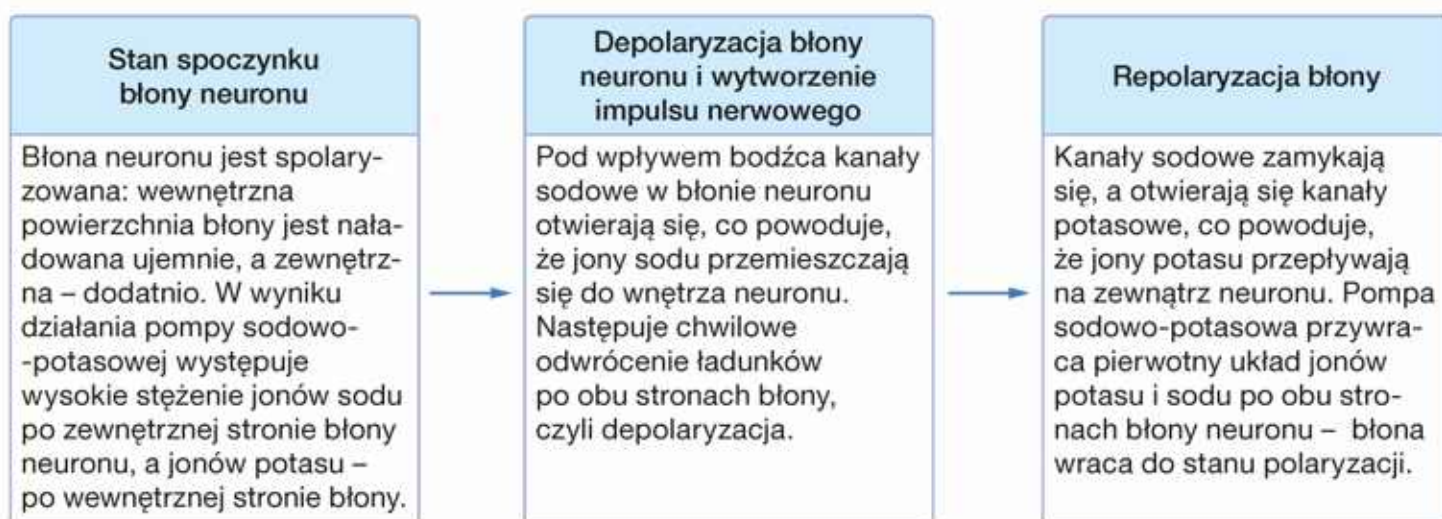 Stan spoczynku
błony neuronu
Błona neuronu jest spolary-
zowana: wewnętrzna
powierzchnia błony jest nała-
dowana ujemnie, a zewnętrz-
na – dodatnio. W wyniku
działania pompy sodowo-
-potasowej występuje
wysokie stężenie jonów sodu
po zewnętrznej stronie błony
neuronu, a jonów potasu –
po wewnętrznej stronie błony.
Depolaryzacja błony
neuronu i wytworzenie
impulsu nerwowego
Pod wpływem bodźca kanały
sodowe w błonie neuronu
otwierają się, co powoduje,
że jony sodu przemieszczają
się do wnętrza neuronu.
Następuje chwilowe
odwrócenie ładunków
po obu stronach błony,
czyli depolaryzacja.
Repolaryzacja błony
Kanały sodowe zamykają
się, a otwierają się kanały
potasowe, co powoduje,
że jony potasu przepływają
na zewnątrz neuronu. Pompa
sodowo-potasowa przywra-
ca pierwotny układ jonów
potasu i sodu po obu stro-
nach błony neuronu – błona
wraca do stanu polaryzacji.